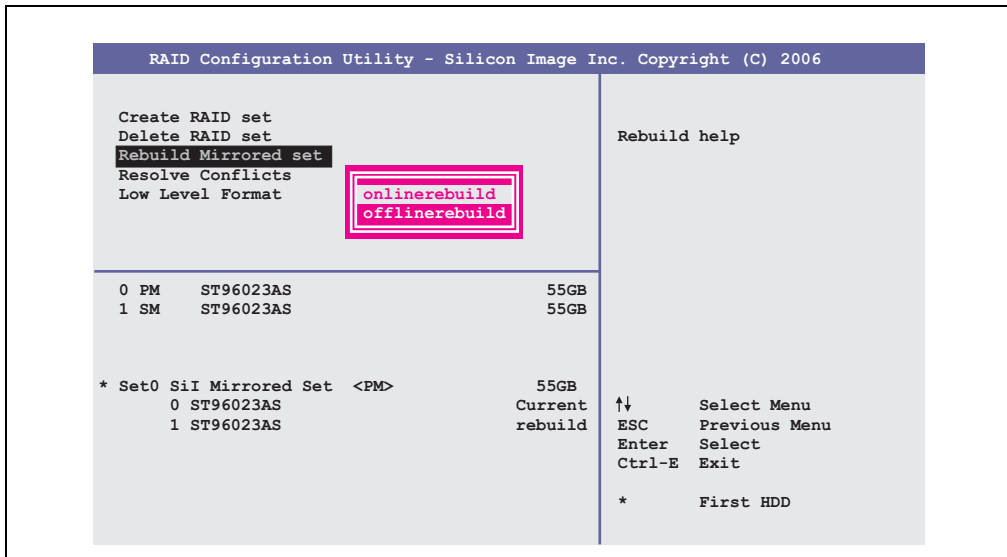 RAID Configuration Utility - Silicon Image Inc. Copyright (C) 2006
Create RAID set
Delete RAID set
Rebuild Mirrored set
Resolve Conflicts
Low Level Format
onlinerebuild
offlinerebuild
Rebuild help
0 PM ST96023AS 55GB
1 SM ST96023AS 55GB
* Set0 SiI Mirrored Set <PM> 55GB
0 ST96023AS Current
1 ST96023AS rebuild
↑↓ Select Menu
ESC Previous Menu
Enter Select
Ctrl-E Exit
* First HDD